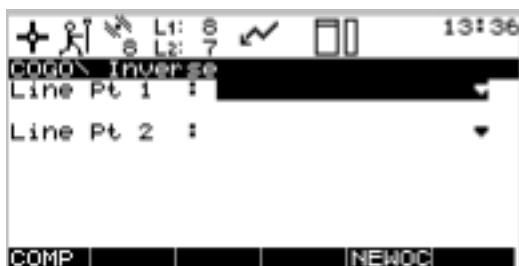 L1: 8 13:36
8 L2: 7
COGO\ Inverse
Line Pt 1 :
Line Pt 2 :
COMP NEWOC